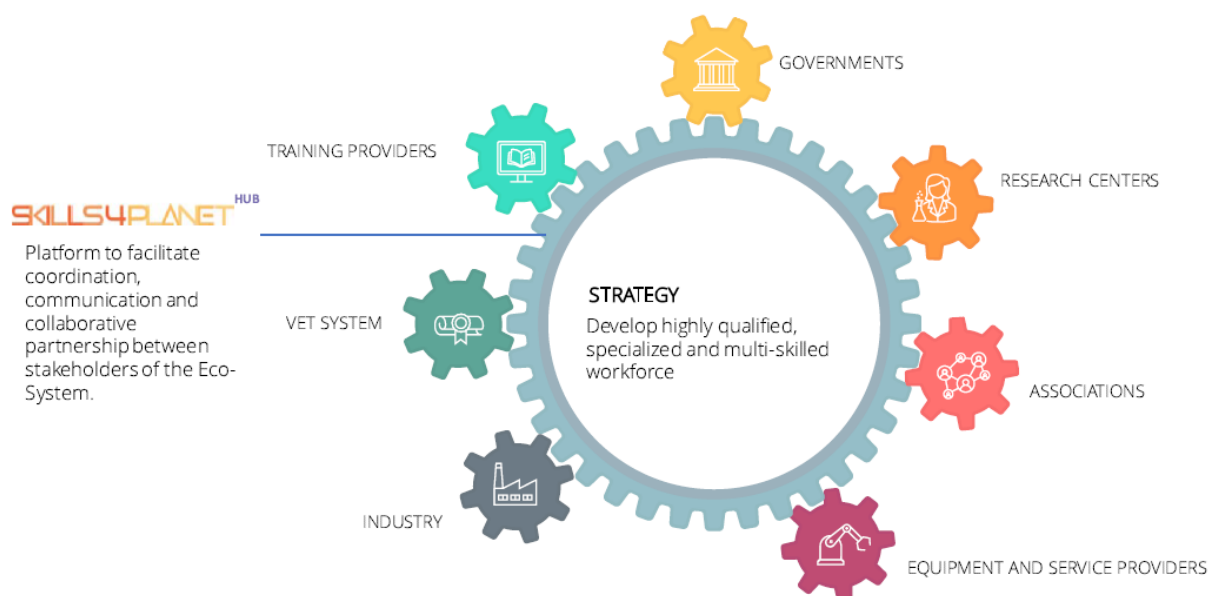 GOVERNMENTS
TRAINING PROVIDERS
RESEARCH CENTERS
SKILLS4PLANET HUB
Platform to facilitate
coordination,
communication and
collaborative
partnership between
stakeholders of the Eco-
System.
STRATEGY
Develop highly qualified,
specialized and multi-skilled
workforce
VET SYSTEM
ASSOCIATIONS
INDUSTRY
EQUIPMENT AND SERVICE PROVIDERS